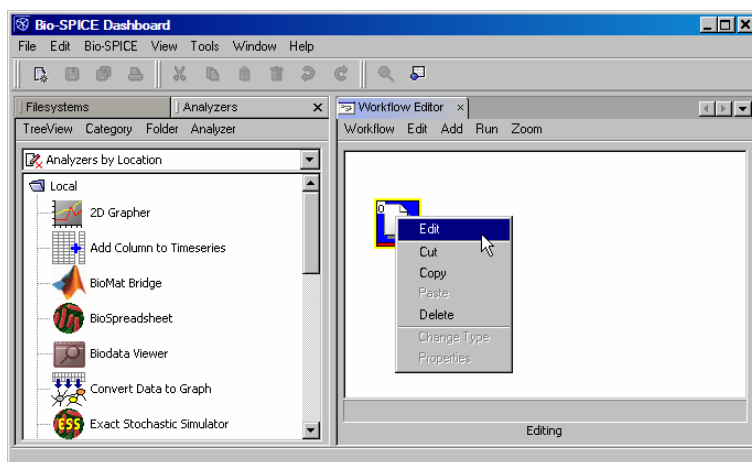 Bio-SPICE Dashboard
File Edit Bio-SPICE View Tools Window Help
Filesystems Analyzers
TreeView Category Folder Analyzer
Analyzers by Location
Local
2D Grapher
Add Column to Timeseries
BioMat Bridge
BioSpreadsheet
Biodata Viewer
Convert Data to Graph
ESS Exact Stochastic Simulator
Workflow Editor
Workflow Edit Add Run Zoom
0
Edit
Cut
Copy
Paste
Delete
Change Type
Properties
Editing